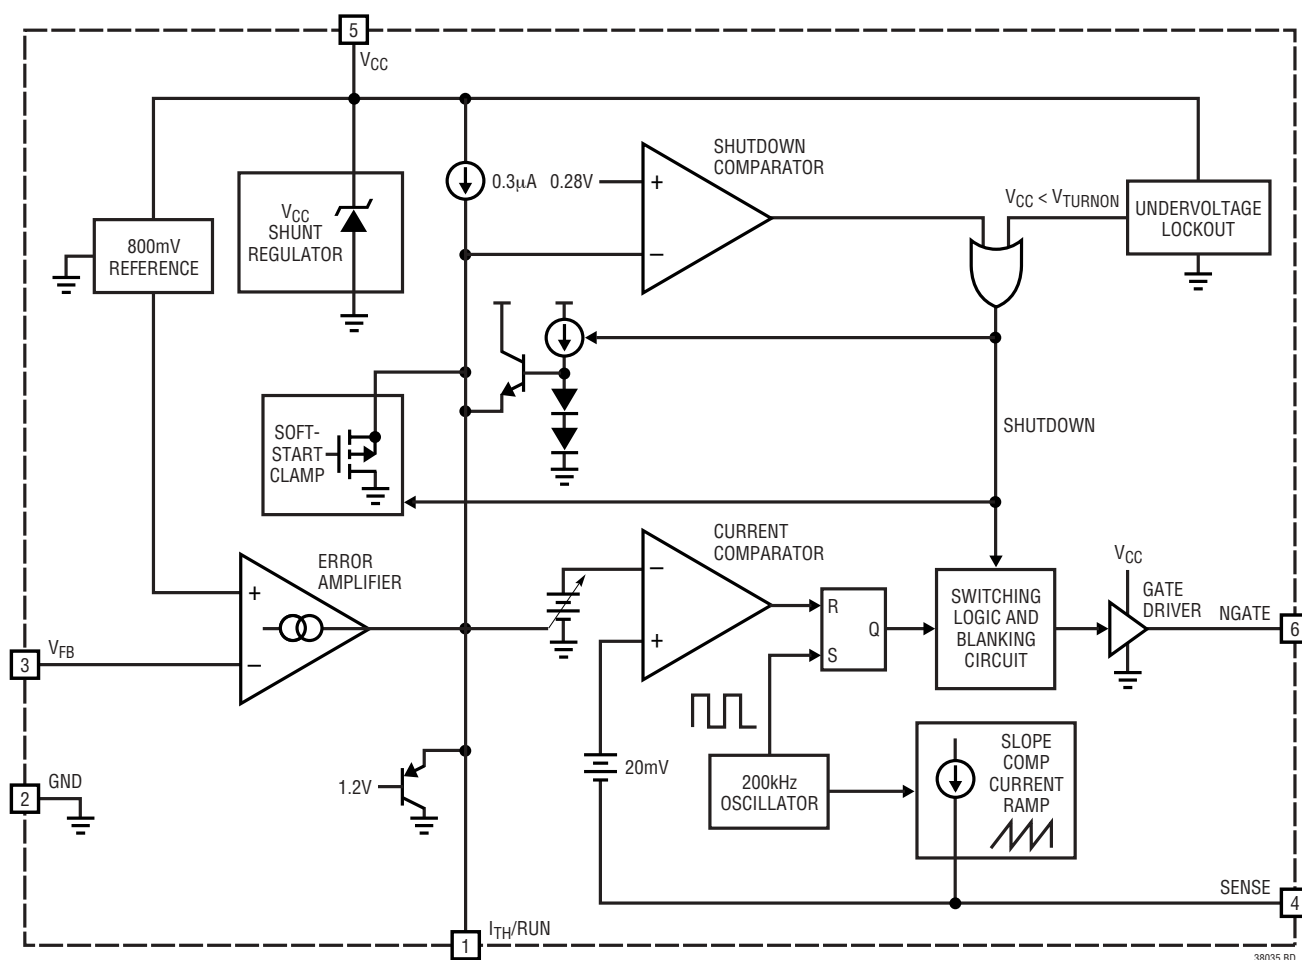 5
VCC
SHUTDOWN
COMPARATOR
0.3µA
0.28V
+
−
VCC < VTURNON
UNDERVOLTAGE
LOCKOUT
VCC
SHUNT
REGULATOR
800mV
REFERENCE
SOFT-
START
CLAMP
SHUTDOWN
CURRENT
COMPARATOR
ERROR
AMPLIFIER
+
−
−
+
R
S
Q
SWITCHING
LOGIC AND
BLANKING
CIRCUIT
VCC
GATE
DRIVER
NGATE
6
3
VFB
2
GND
1.2V
20mV
200kHz
OSCILLATOR
SLOPE
COMP
CURRENT
RAMP
SENSE
4
1
ITH/RUN
38035 BD